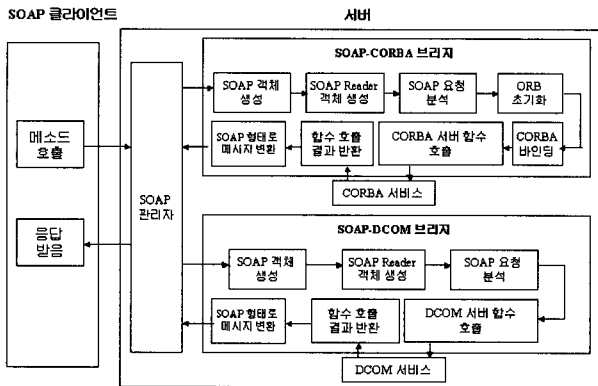 SOAP 클라이언트
서버
SOAP-CORBA 브리지
SOAP 객체
생성
SOAP Reader
객체 생성
SOAP 요청
분석
ORB
초기화
메소드
호출
SOAP 형태로
메시지 변환
함수 호출
결과 반환
CORBA 서버 함수
호출
CORBA
바인딩
CORBA 서비스
SOAP
관리자
응답
받음
SOAP-DCOM 브리지
SOAP 객체
생성
SOAP Reader
객체 생성
SOAP 요청
분석
SOAP 형태로
메시지 변환
함수 호출
결과 반환
DCOM 서버 함수
호출
DCOM 서비스